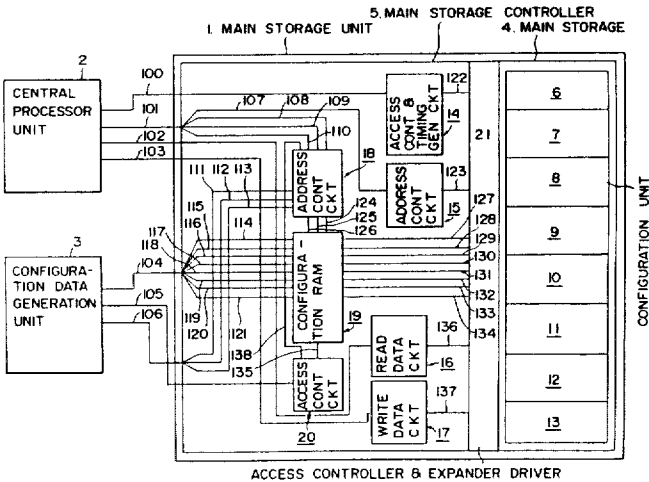 5. MAIN STORAGE CONTROLLER
1. MAIN STORAGE UNIT
4. MAIN STORAGE
2
CENTRAL
PROCESSOR
UNIT
100
101
102
103
107
108
109
110
ACCESS
CONT &
TIMING
GEN CKT
14
122
21
6
7
8
9
10
11
12
13
CONFIGURATION UNIT
ADDRESS
CONT
CKT
18
ADDRESS
CONT
CKT
15
123
111
112
113
124
125
126
127
128
129
130
131
132
133
134
114
115
116
117
118
119
120
121
3
CONFIGURA-
TION DATA
GENERATION
UNIT
104
105
106
CONFIGURA-
TION RAM
19
138
135
ACCESS
CONT
CKT
20
READ
DATA
CKT
16
136
WRITE
DATA
CKT
17
137
ACCESS CONTROLLER & EXPANDER DRIVER